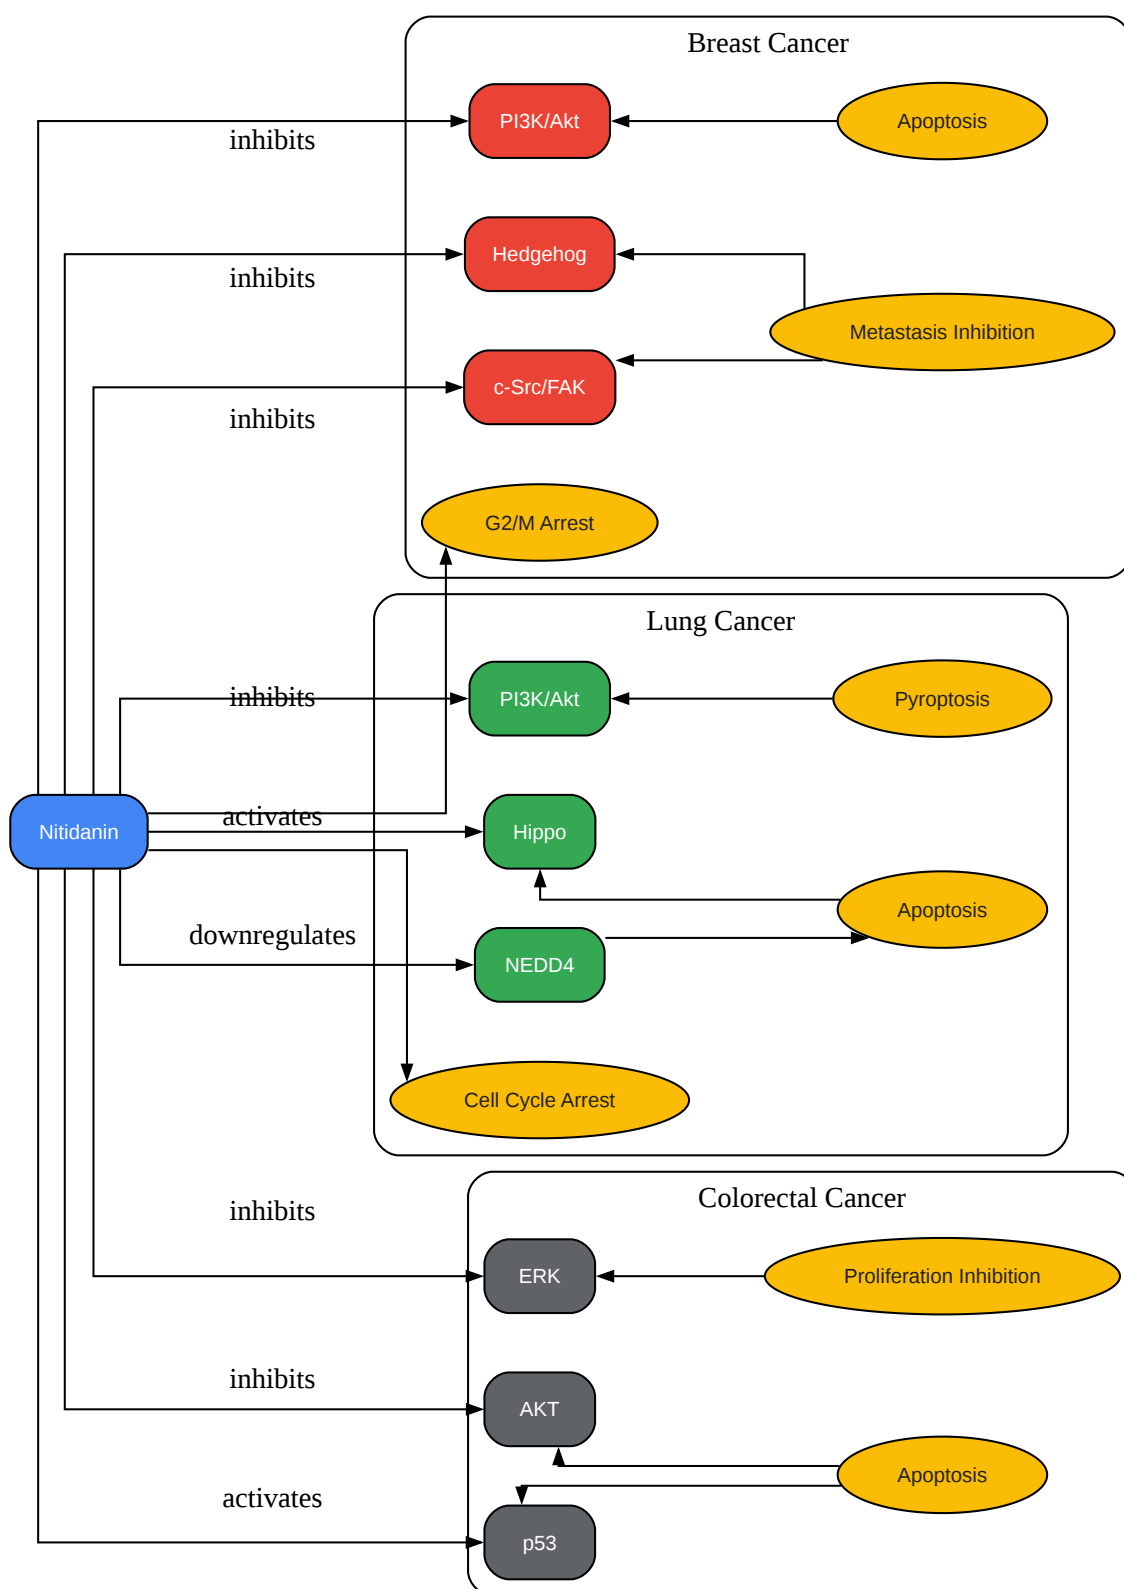 Breast Cancer
PI3K/Akt
Apoptosis
inhibits
Hedgehog
inhibits
Metastasis Inhibition
c-Src/FAK
inhibits
G2/M Arrest
Lung Cancer
inhibits
PI3K/Akt
Pyroptosis
Nitidanin
activates
Hippo
Apoptosis
downregulates
NEDD4
Cell Cycle Arrest
Colorectal Cancer
inhibits
ERK
Proliferation Inhibition
inhibits
AKT
Apoptosis
activates
p53